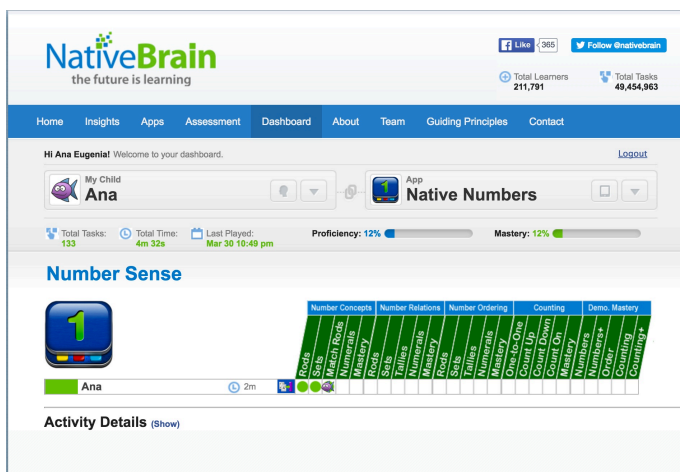 NativeBrain
the future is learning
Like 365
Follow @nativebrain
Total Learners
211,791
Total Tasks
49,454,963
Home Insights Apps Assessment Dashboard About Team Guiding Principles Contact
Hi Ana Eugenia! Welcome to your dashboard.
Logout
My Child
Ana
App
1
Native Numbers
Total Tasks:
133
Total Time:
4m 32s
Last Played:
Mar 30 10:49 pm
Proficiency: 12%
Mastery: 12%
Number Sense
1
Number Concepts Number Relations Number Ordering Counting Demo. Mastery
Rods
Sets
Match Rods
Numerals
Mastery
Rods
Sets
Tallies
Numerals
Mastery
Rods
Sets
Tallies
Numerals
Mastery
One-to-One
Count Up
Count Down
Count On
Mastery
Numbers
Numbers+
Order
Counting
Counting+
Ana 2m
Activity Details (Show)